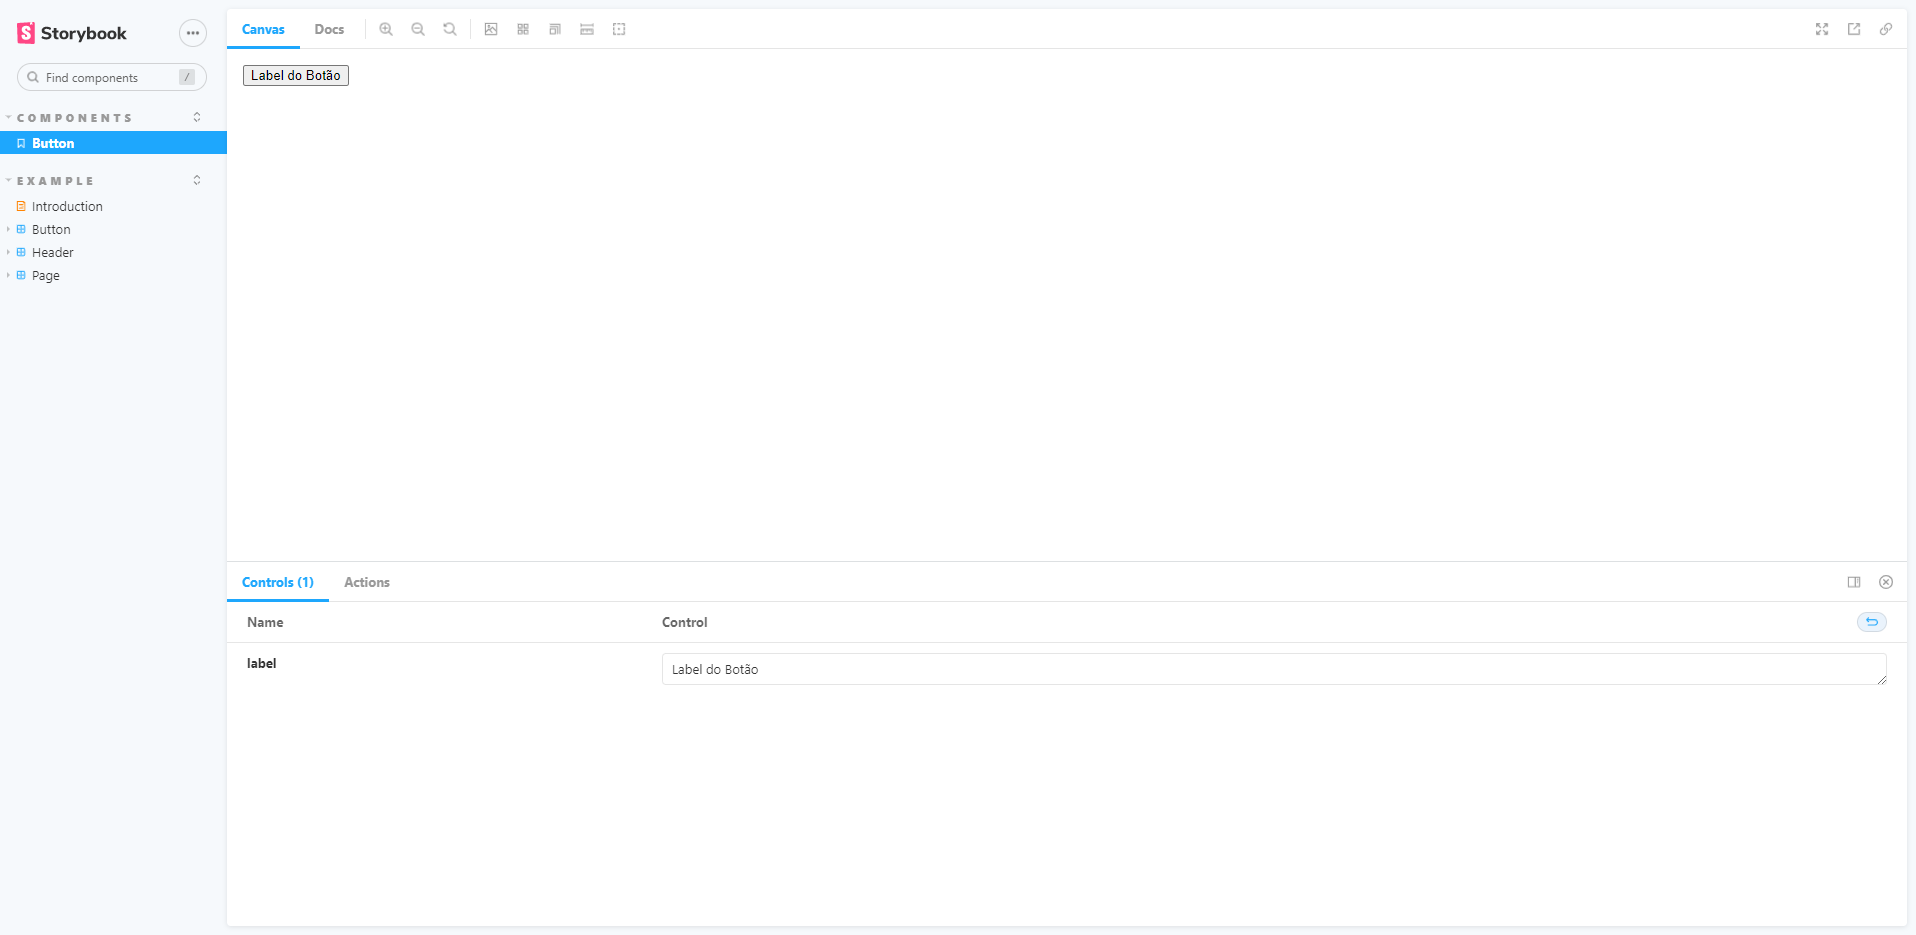 Storybook
Find components /
COMPONENTS
Button
EXAMPLE
Introduction
Button
Header
Page
Canvas Docs
Label do Botão
Controls (1) Actions
Name Control
label Label do Botão